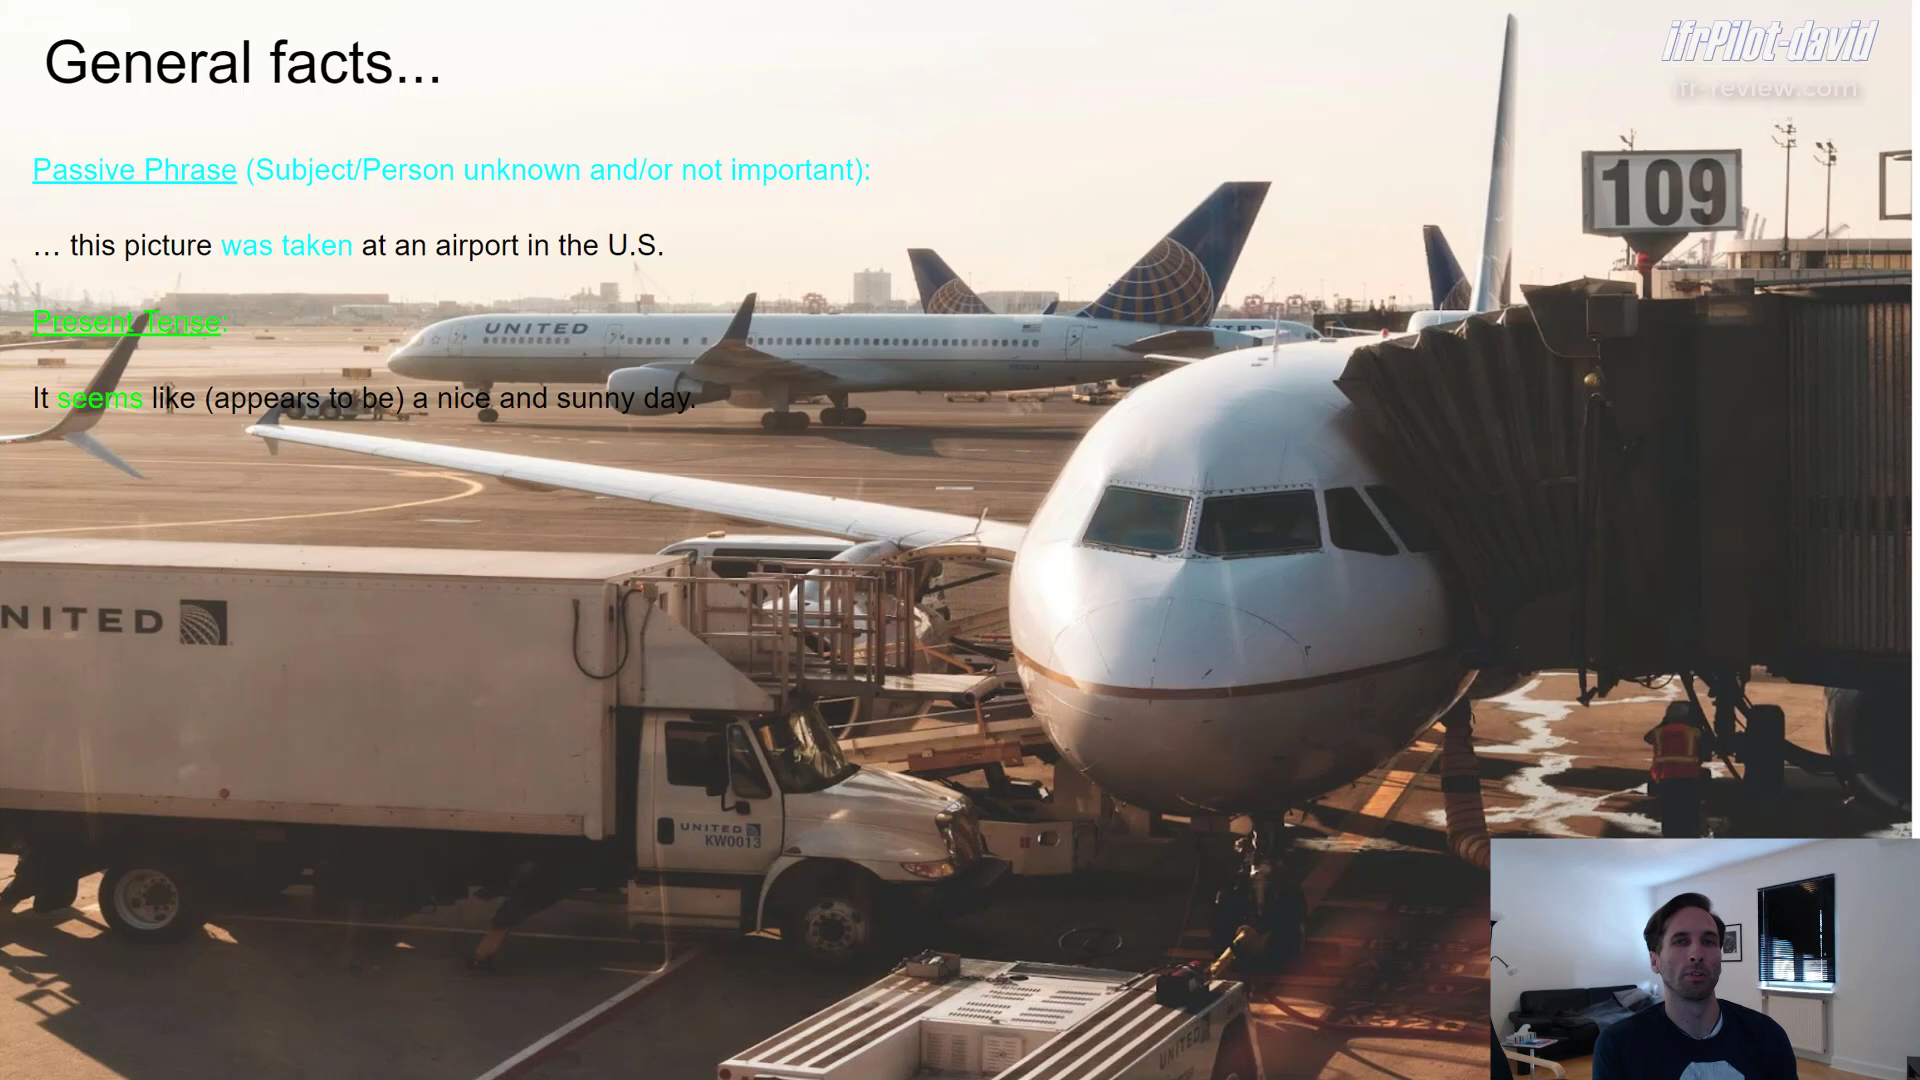 General facts...
ifrPilot-david
ifr-review.com
Passive Phrase (Subject/Person unknown and/or not important):
… this picture was taken at an airport in the U.S.
Present Tense:
It seems like (appears to be) a nice and sunny day.
109
UNITED
UNITED
NITED
UNITED
KW0013
UNITED